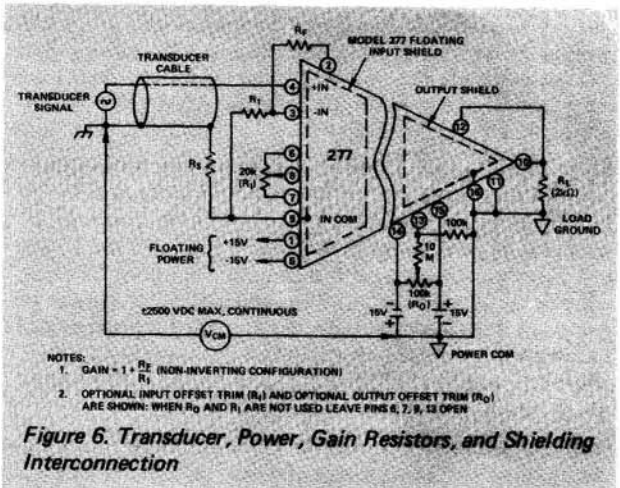 RF
MODEL 277 FLOATING
INPUT SHIELD
TRANSDUCER
CABLE
2
OUTPUT SHIELD
TRANSDUCER
SIGNAL
4
+IN
12
R1
3
-IN
6
277
10
RS
20k
(RI)
8
7
16
11
RL
(2kΩ)
9
IN COM
15
100k
LOAD
GROUND
14
13
FLOATING
POWER
+15V
1
10
M
-15V
5
100k
(RO)
±2500 VDC MAX, CONTINUOUS
15V
15V
VCM
POWER COM
NOTES:
1. GAIN = 1 + RF/R1 (NON-INVERTING CONFIGURATION)
2. OPTIONAL INPUT OFFSET TRIM (RI) AND OPTIONAL OUTPUT OFFSET TRIM (RO)
ARE SHOWN: WHEN RO AND RI ARE NOT USED LEAVE PINS 6, 7, 8, 13 OPEN
Figure 6. Transducer, Power, Gain Resistors, and Shielding
Interconnection